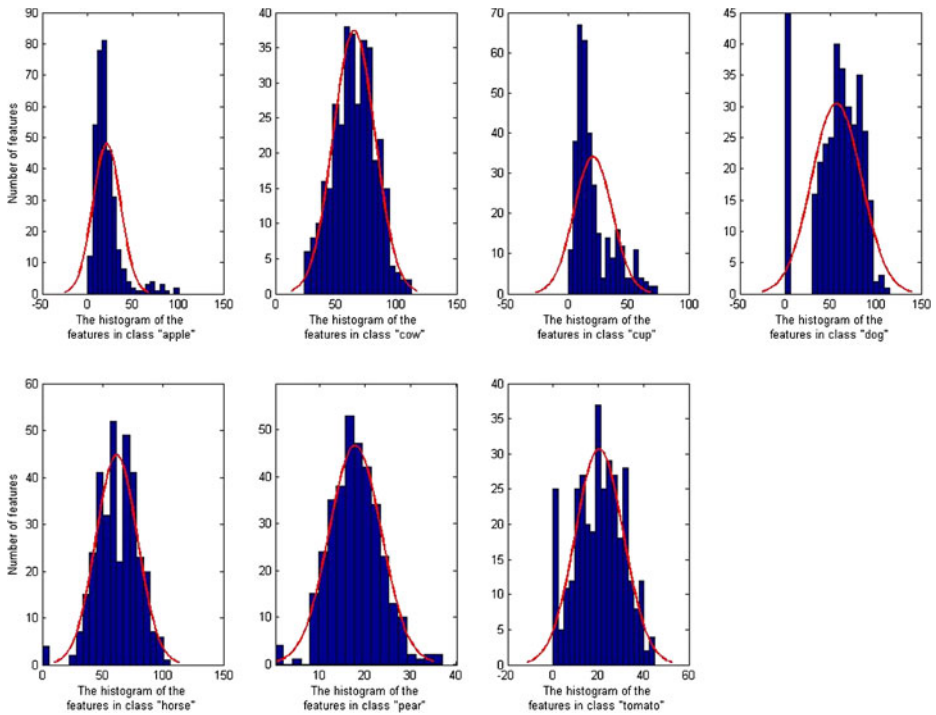 90
80
70
60
50
40
30
20
10
0
-50 0 50 100 150
Number of features
The histogram of the
features in class "apple"
40
35
30
25
20
15
10
5
0
0 50 100 150
The histogram of the
features in class "cow"
70
60
50
40
30
20
10
0
-50 0 50 100
The histogram of the
features in class "cup"
45
40
35
30
25
20
15
10
5
0
-50 0 50 100 150
The histogram of the
features in class "dog"
60
50
40
30
20
10
0
0 50 100 150
Number of features
The histogram of the
features in class "horse"
50
40
30
20
10
0
10 20 30 40
The histogram of the
features in class "pear"
40
35
30
25
20
15
10
5
0
-20 0 20 40 60
The histogram of the
features in class "tomato"